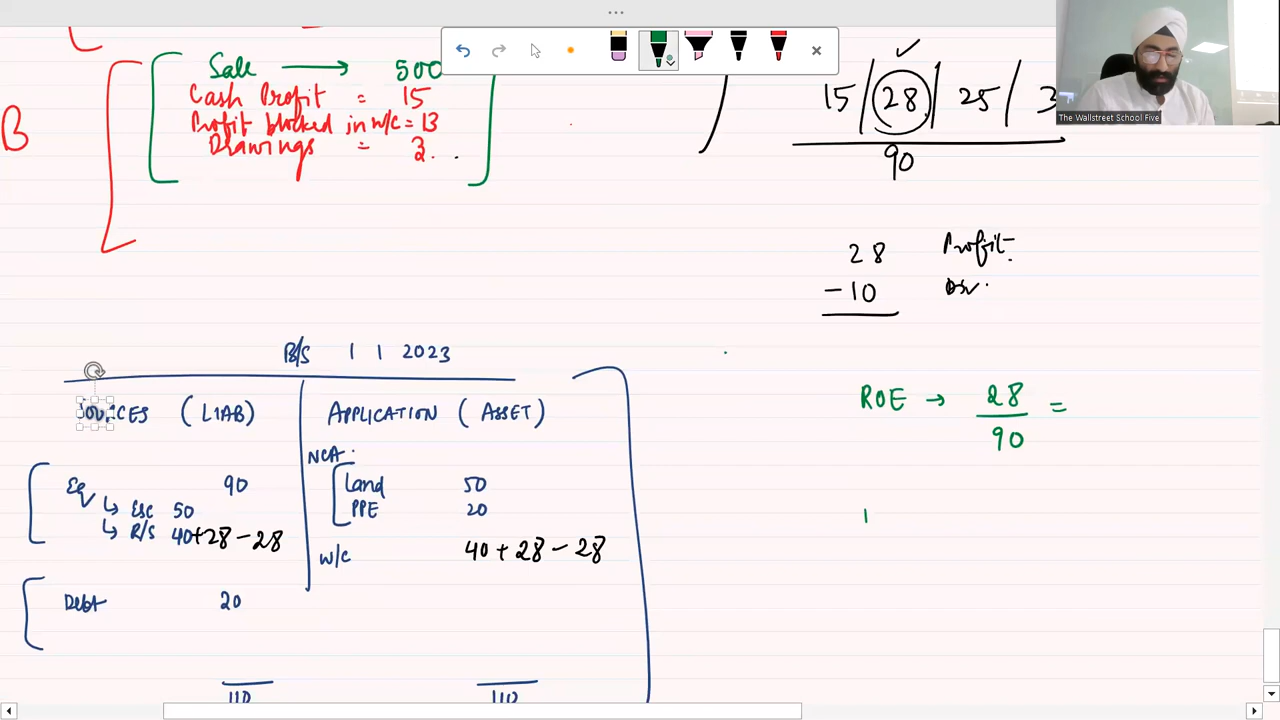 Sale → 500
Cash Profit = 15
Profit blocked in w/c = 13
Drawings = 3..
B
15/ 28/ 25/ 3
90
The Wallstreet School Five
28 Profit.
-10
B/S 1 1 2023
(LIAB) APPLICATION (ASSET)
NCA.
Eq 90 Land 50
↳ ESC 50 PPE 20
↳ R/S 40+28-28
W/C 40+28-28
Debt 20
110 110
ROE → 28
90 =